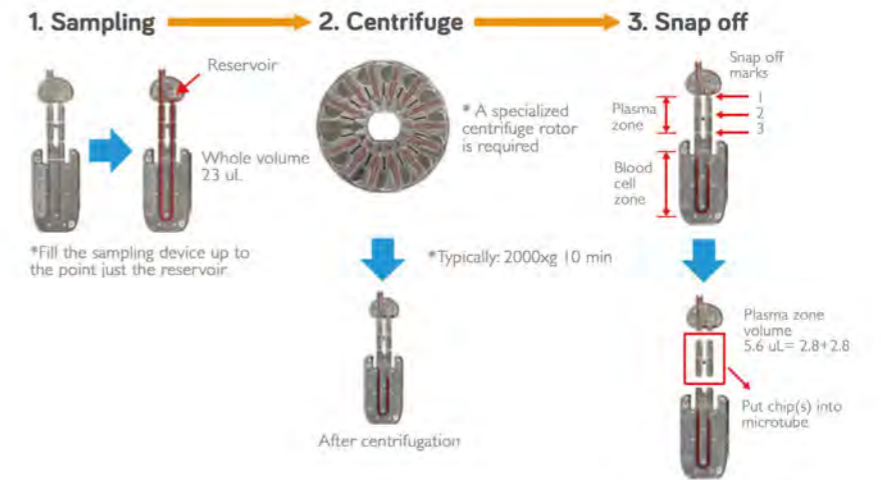 1. Sampling
2. Centrifuge
3. Snap off
Reservoir
Whole volume
23 uL
*Fill the sampling device up to
the point just the reservoir
* A specialized
centrifuge rotor
is required
*Typically: 2000xg 10 min
After centrifugation
Snap off
marks
1
2
3
Plasma
zone
Blood
cell
zone
Plasma zone
volume
5.6 uL= 2.8+2.8
Put chip(s) into
microtube